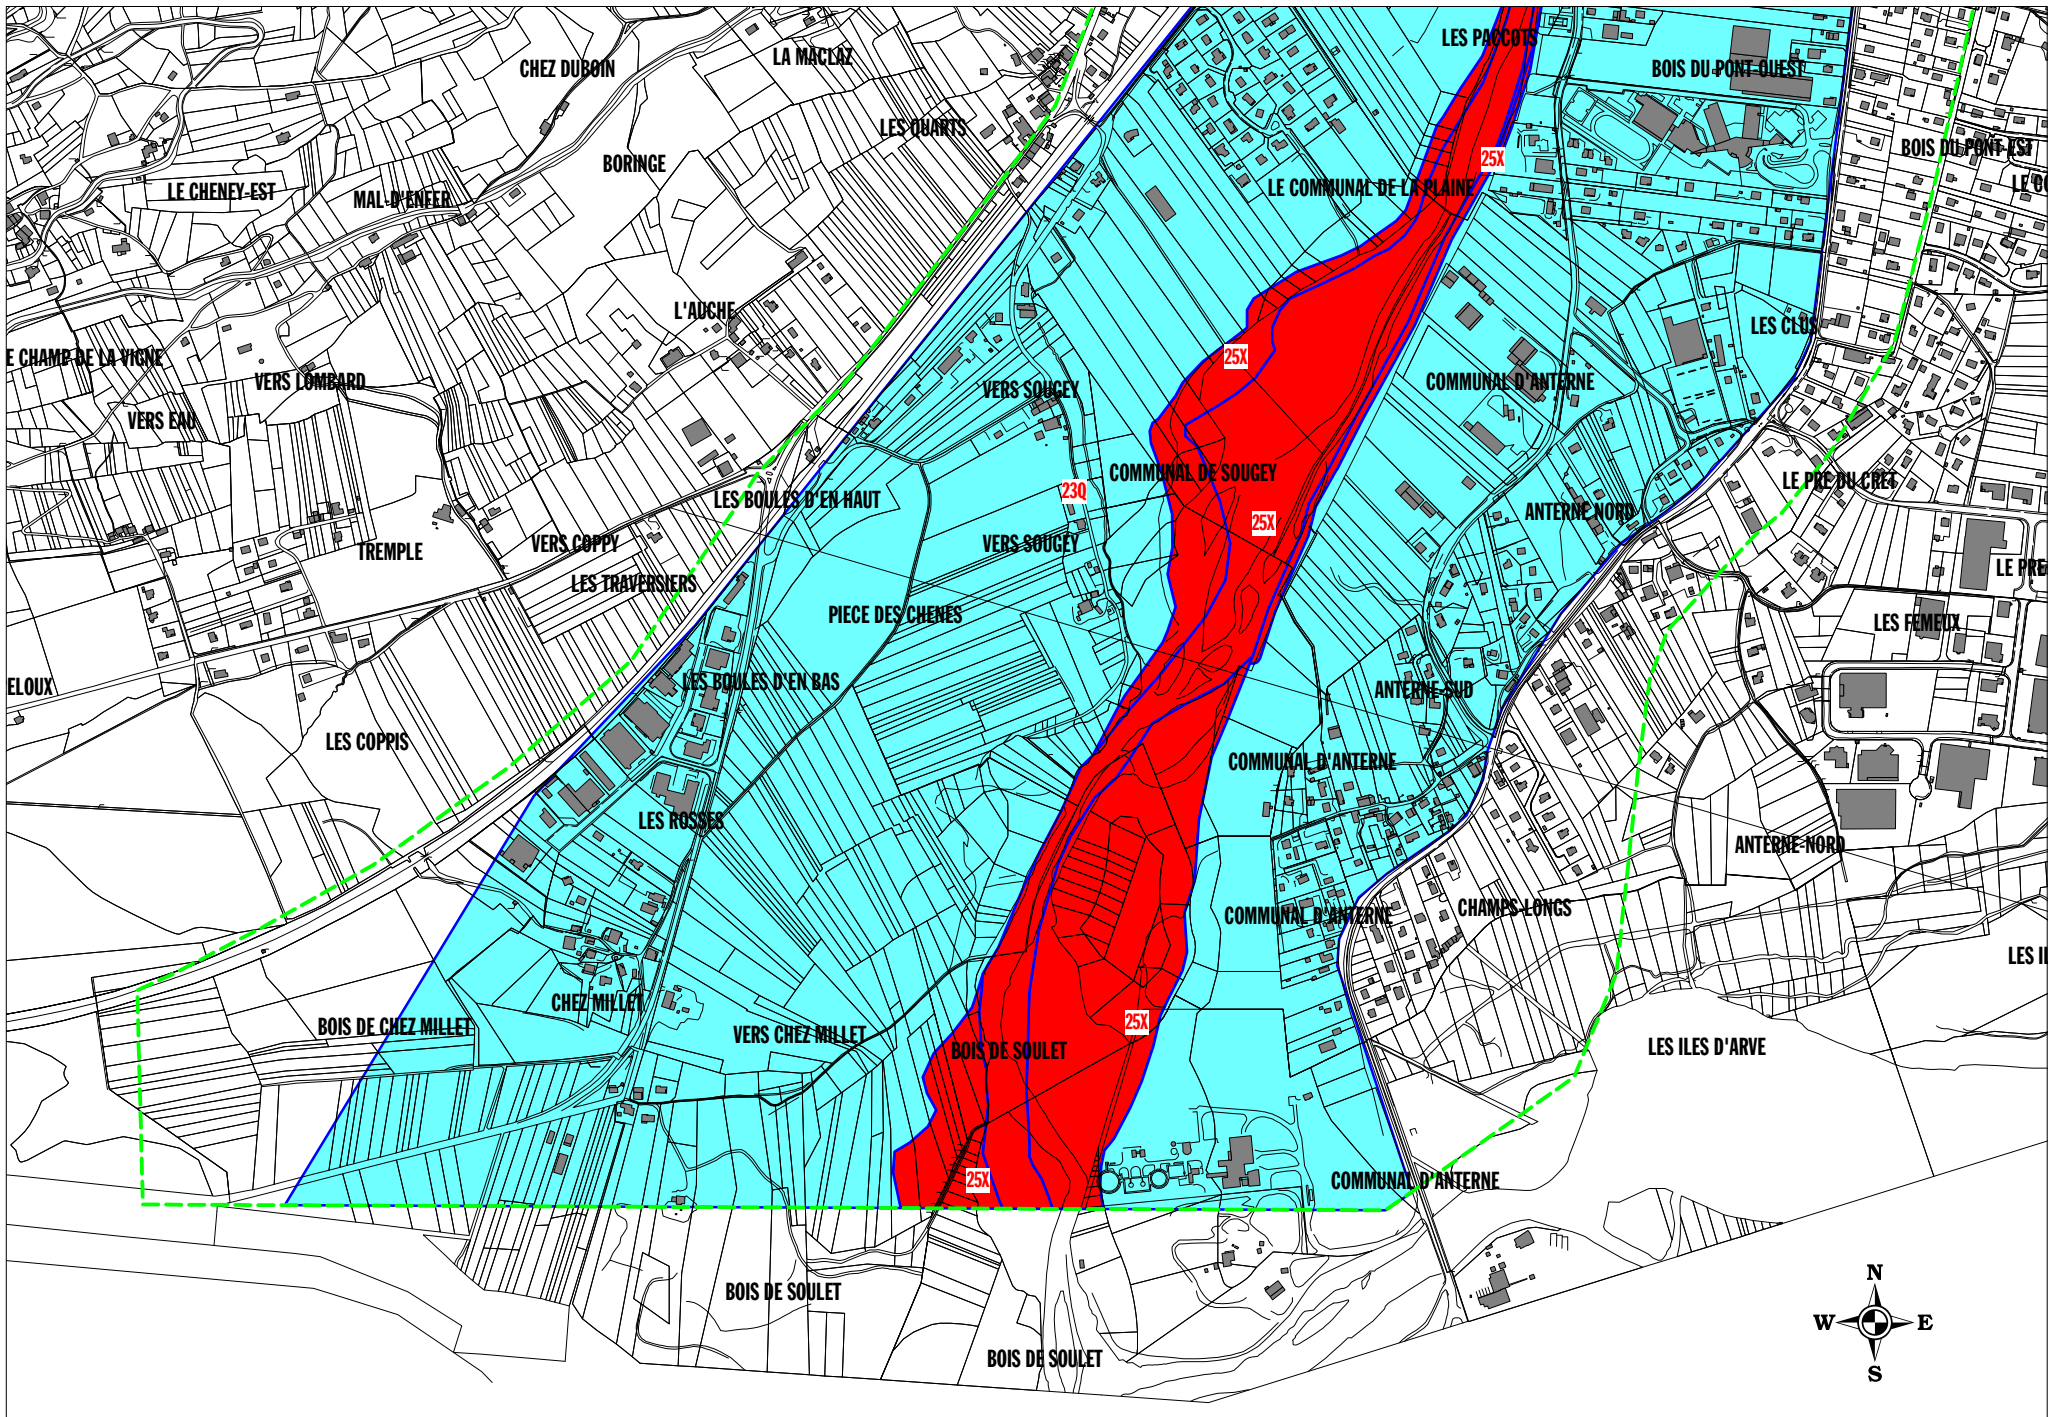 LES PACCOTS
LA MACLAZ
CHEZ DUBOIN
BOIS DU PONT-OUEST
LES QUARTS
BOIS DU PONT-EST
25X
BORINGE
LE CHENEY-EST
MAL-D'ENFER
LE COMMUNAL DE LA PLAINE
LE CO
L'AUCHE
LES CLUS
E CHAMP DE LA VIGNE
25X
VERS LOMBARD
VERS SOUGEY
COMMUNAL D'ANTERNE
VERS EAU
COMMUNAL DE SOUGEY
LE PRE DU CRET
23Q
LES BOULES D'EN HAUT
ANTERNE NORD
25X
TREMPLE
VERS COPPY
VERS SOUGEY
LE PRE
LES TRAVERSIERS
PIECE DES CHENES
LES FEMEUX
ELOUX
LES BOULES D'EN BAS
ANTERNE-SUD
LES COPPIS
COMMUNAL D'ANTERNE
LES ROSSES
ANTERNE-NORD
COMMUNAL D'ANTERNE
CHAMPS-LONGS
LES IL
CHEZ MILLET
BOIS DE CHEZ MILLET
25X
VERS CHEZ MILLET
BOIS DE SOULET
LES ILES D'ARVE
25X
COMMUNAL D'ANTERNE
N
BOIS DE SOULET
W E
BOIS DE SOULET
S